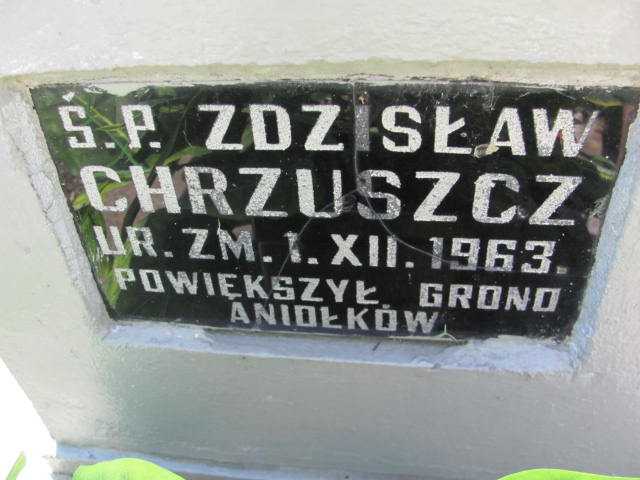 Ś.P. ZDZISŁAW
CHRZUSZCZ
UR. ZM. 1. XII. 1963.
POWIĘKSZYŁ GRONO
ANIOŁKÓW